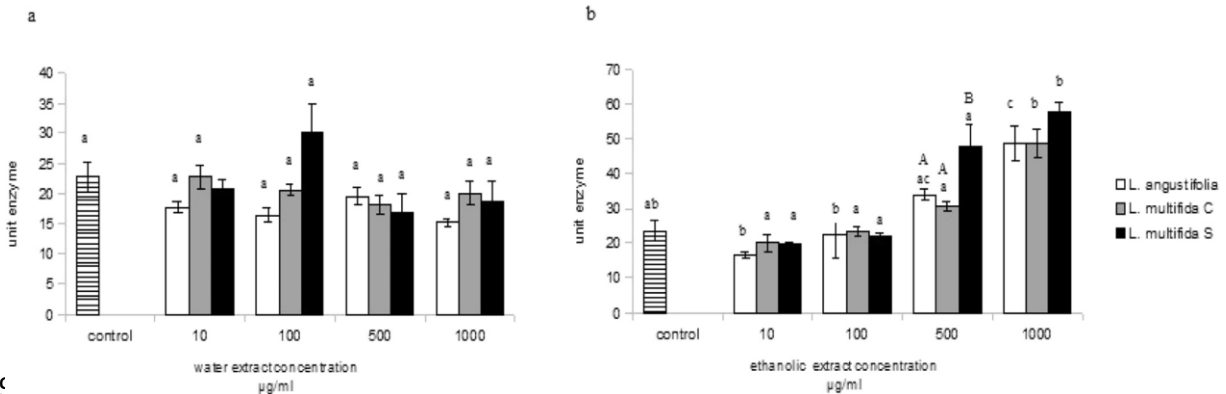 a
40
35
30
25
20
15
10
5
0
unit enzyme
a
a
a
a
a
a
a
a
a
a
a
a
control
10
100
500
1000
water extract concentration
µg/ml
b
70
60
50
40
30
20
10
0
unit enzyme
ab
b
a
a
b
a
a
A
ac
A
a
B
a
c
b
b
control
10
100
500
1000
ethanolic extract concentration
µg/ml
L. angustifolia
L. multifida C
L. multifida S